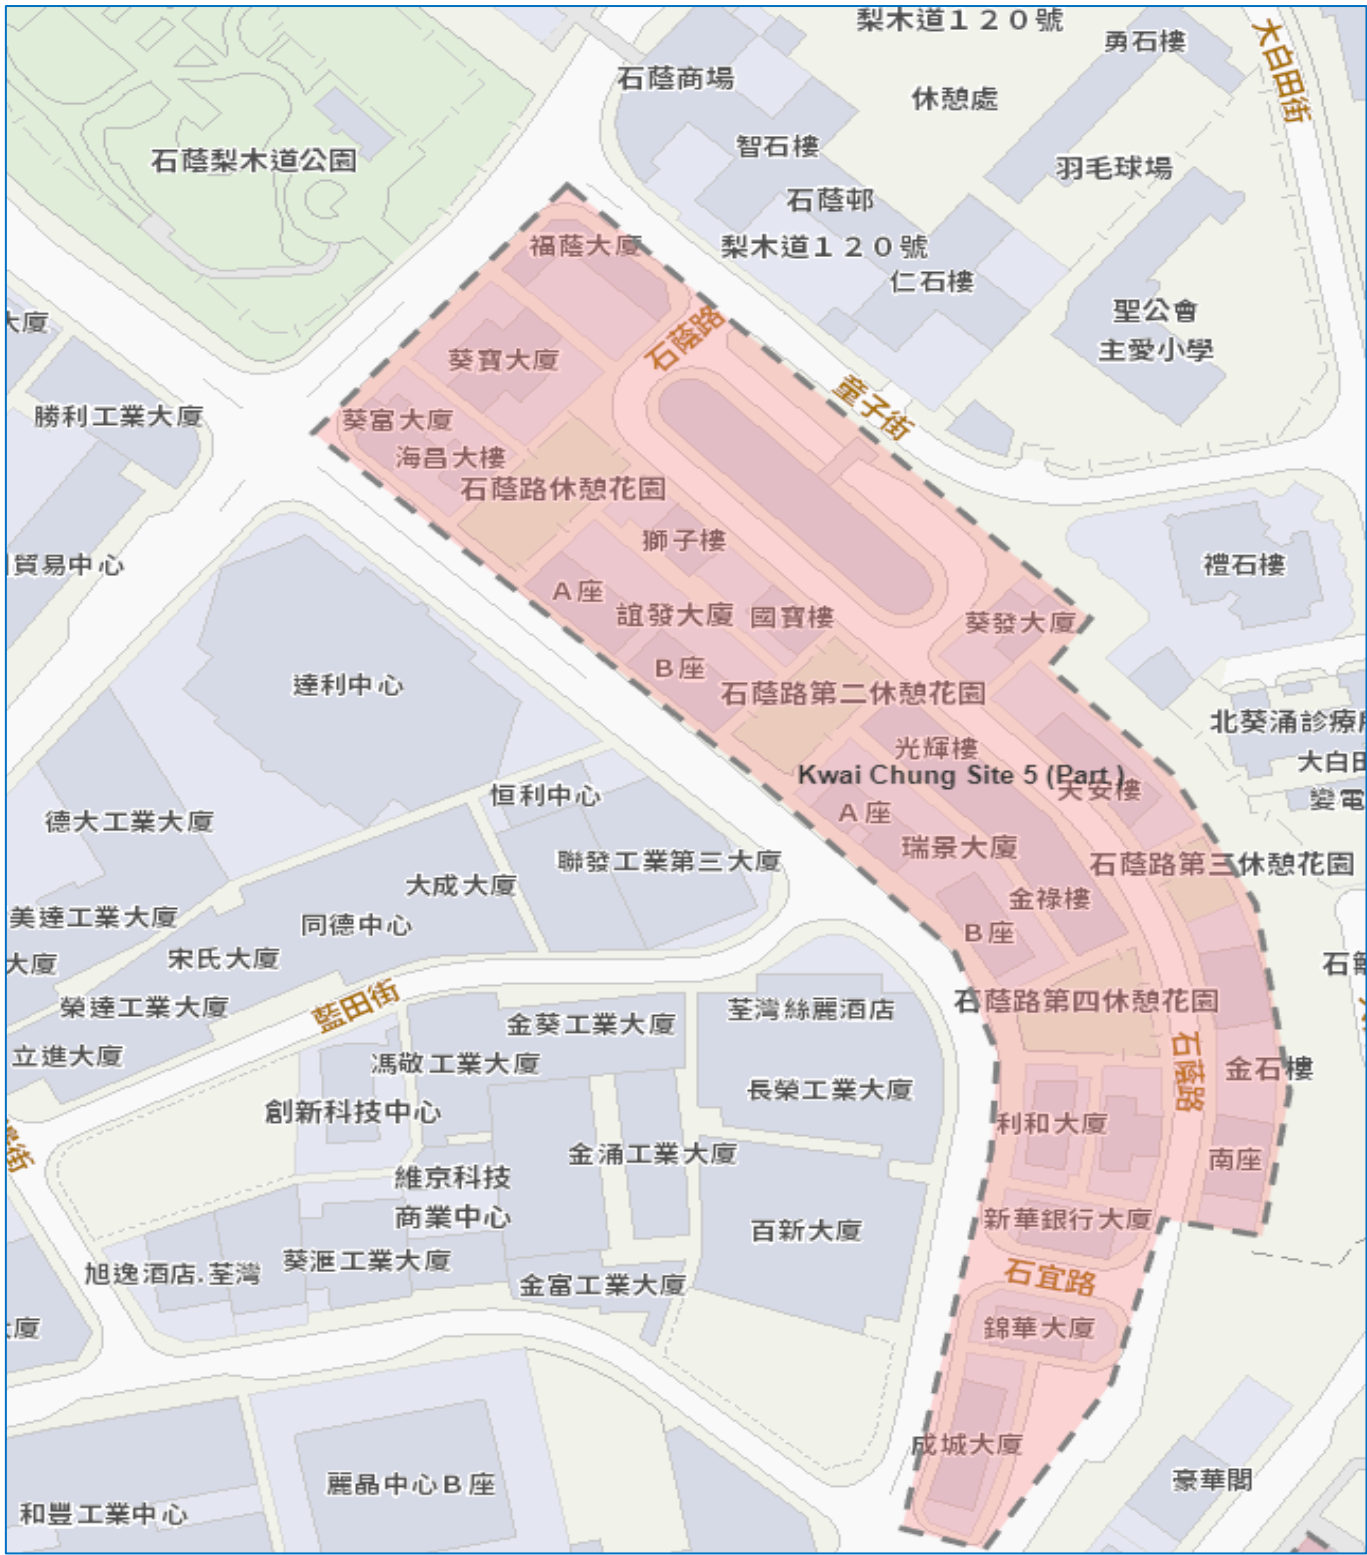 梨木道１２０號
勇石樓
大白田街
石蔭商場
休憩處
智石樓
石蔭梨木道公園
羽毛球場
石蔭邨
梨木道１２０號
福蔭大廈
仁石樓
聖公會
主愛小學
大廈
石蔭路
葵寶大廈
童子街
勝利工業大廈
葵富大廈
海昌大樓
石蔭路休憩花園
獅子樓
貿易中心
禮石樓
A座
誼發大廈
國寶樓
葵發大廈
B座
達利中心
石蔭路第二休憩花園
北葵涌診療
光輝樓
大白田
Kwai Chung Site 5 (Part )
天安樓
變電
恒利中心
A座
德大工業大廈
瑞景大廈
聯發工業第三大廈
石蔭路第三休憩花園
大成大廈
金祿樓
美達工業大廈
同德中心
B座
宋氏大廈
大廈
石
石蔭路第四休憩花園
榮達工業大廈
藍田街
荃灣絲麗酒店
金葵工業大廈
立進大廈
馮敬工業大廈
石蔭路
金石樓
長榮工業大廈
創新科技中心
利和大廈
街
金涌工業大廈
南座
維京科技
商業中心
新華銀行大廈
百新大廈
葵滙工業大廈
旭逸酒店.荃灣
石宜路
金富工業大廈
廈
錦華大廈
成城大廈
豪華閣
麗晶中心B座
和豐工業中心